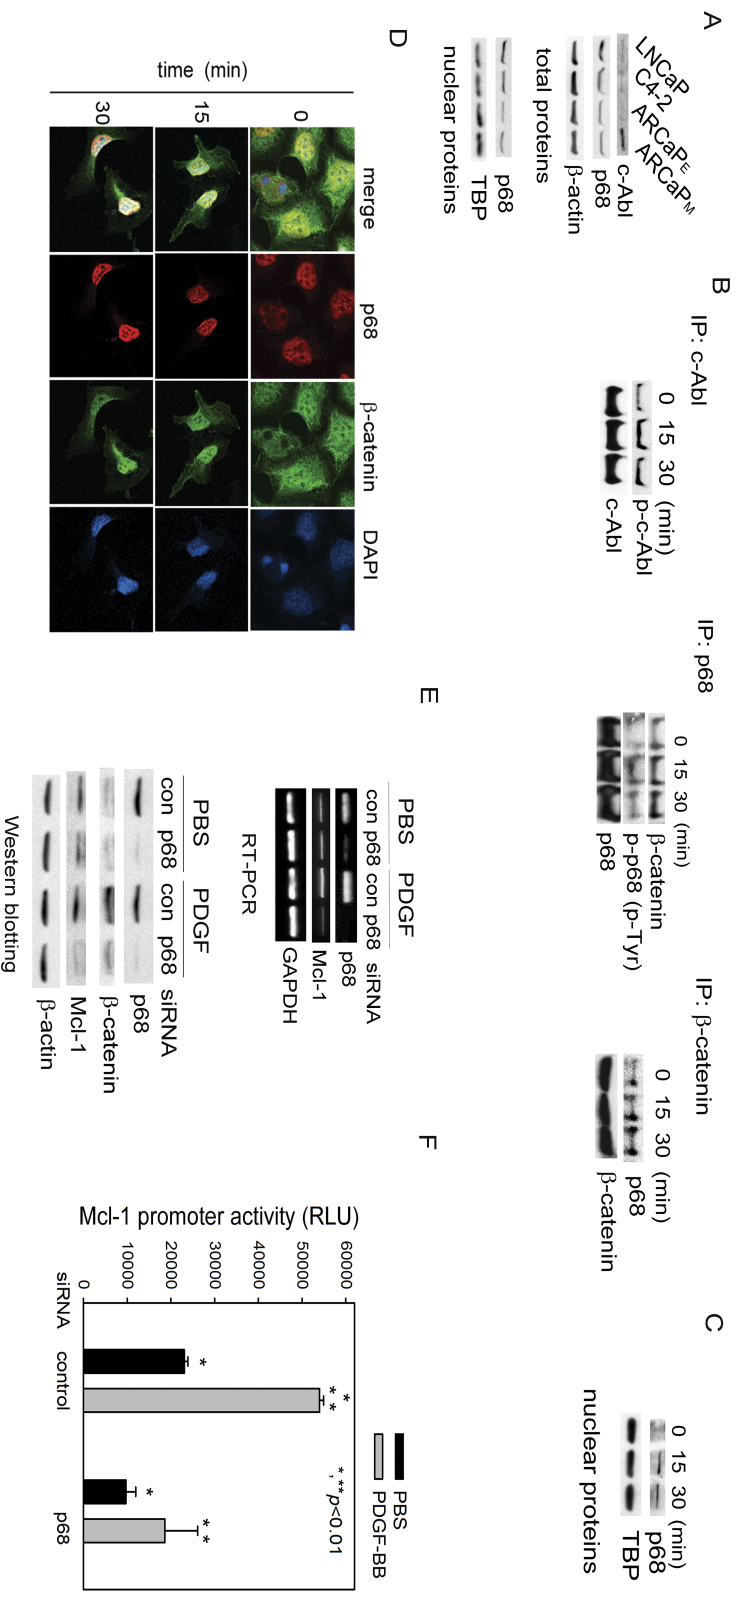 A
LNCaP
C4-2
ARCaPE
ARCaPM
c-Abl
p68
β-actin
total proteins
p68
TBP
nuclear proteins
B
IP: c-Abl
0 15 30 (min)
p-c-Abl
c-Abl
IP: p68
0 15 30 (min)
β-catenin
p-p68 (p-Tyr)
p68
IP: β-catenin
0 15 30 (min)
p68
β-catenin
C
0 15 30 (min)
p68
TBP
nuclear proteins
D
merge p68 β-catenin DAPI
0
15
30
time (min)
E
PBS PDGF
con p68 con p68 siRNA
p68
Mcl-1
GAPDH
RT-PCR
PBS PDGF
con p68 con p68 siRNA
p68
β-catenin
Mcl-1
β-actin
Western blotting
F
PBS
PDGF-BB
*, **p<0.01
Mcl-1 promoter activity (RLU)
60000
50000
40000
30000
20000
10000
0
*
*
* *
*
* *
siRNA control p68